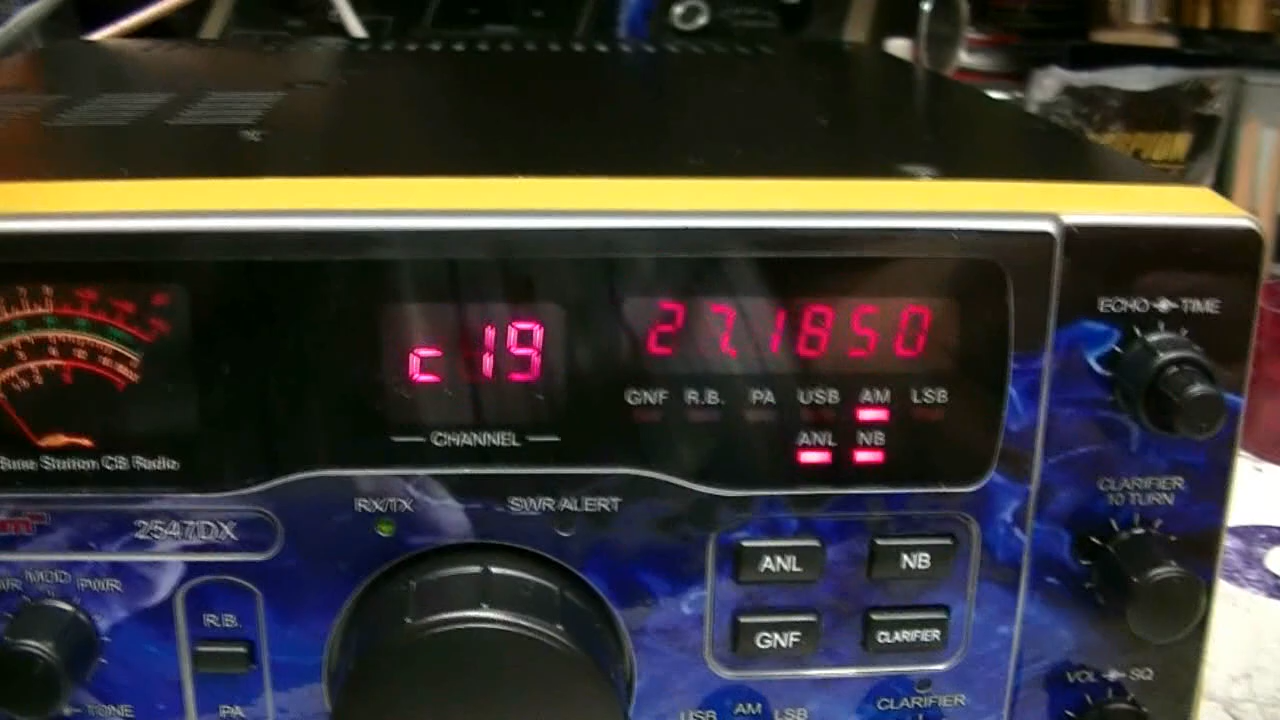 ECHO TIME
c 19
27.1850
GNF R.B. PA USB AM LSB
CHANNEL
ANL NB
Base Station CB Radio
CLARIFIER
10 TURN
RX/TX SWR ALERT
2547DX
ANL NB
MOD PWR
R.B.
GNF CLARIFIER
VOL SQ
TONE PA
USB AM LSB CLARIFIER